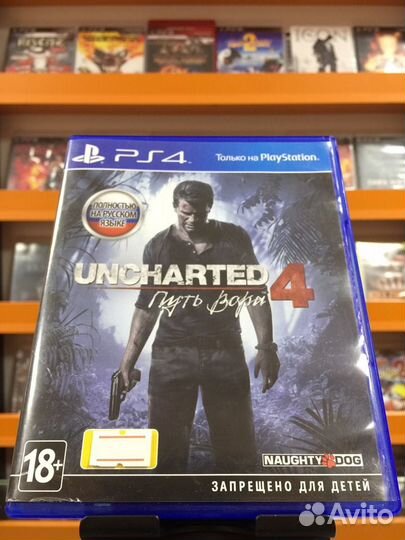 PS4
Только на PlayStation.
ПОЛНОСТЬЮ
НА РУССКОМ
ЯЗЫКЕ
UNCHARTED 4
Путь Вора
18+
NAUGHTY DOG
ЗАПРЕЩЕНО ДЛЯ ДЕТЕЙ
Avito